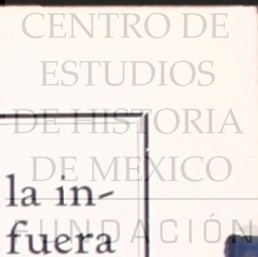 CENTRO DE
ESTUDIOS
DE HISTORIA
DE MEXICO
FUNDACIÓN
la in-
fuera